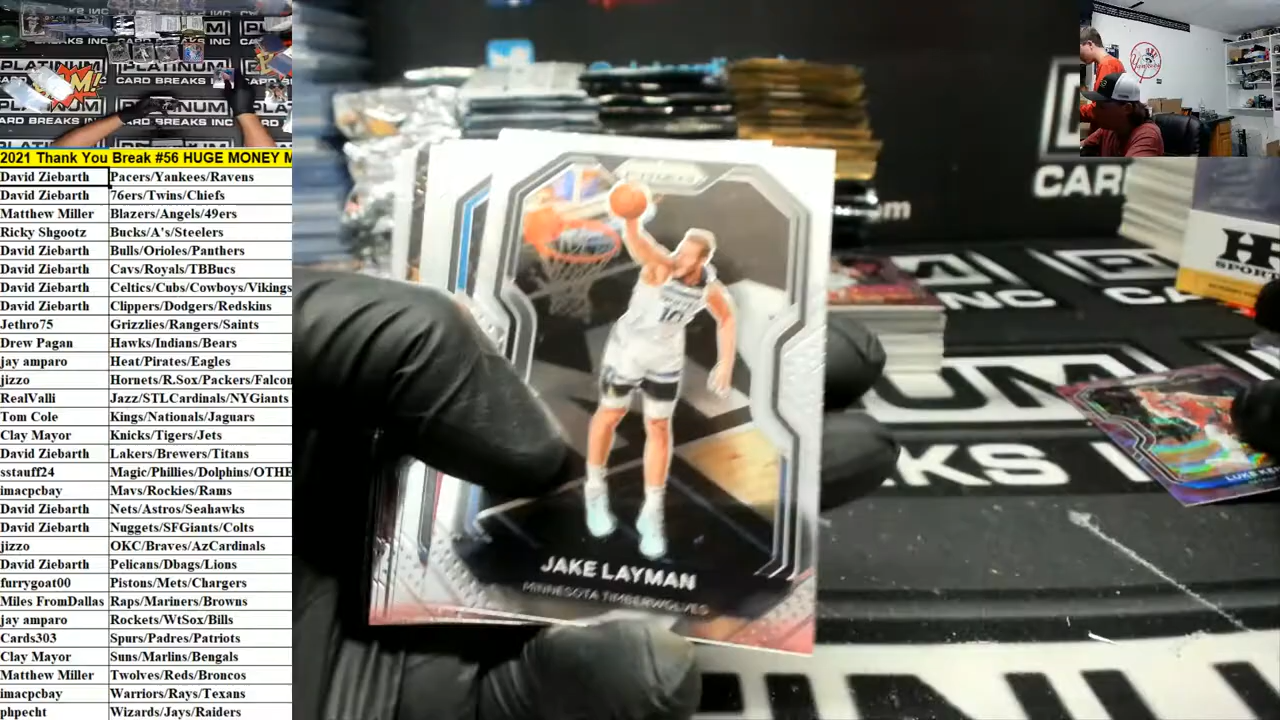 2021 Thank You Break #56 HUGE MONEY M
David Ziebarth Pacers/Yankees/Ravens
David Ziebarth 76ers/Twins/Chiefs
Matthew Miller Blazers/Angels/49ers
Ricky Shgootz Bucks/A's/Steelers
David Ziebarth Bulls/Orioles/Panthers
David Ziebarth Cavs/Royals/TBBucs
David Ziebarth Celtics/Cubs/Cowboys/Vikings
David Ziebarth Clippers/Dodgers/Redskins
Jethro75 Grizzlies/Rangers/Saints
Drew Pagan Hawks/Indians/Bears
jay amparo Heat/Pirates/Eagles
jizzo Hornets/R.Sox/Packers/Falcon
RealValli Jazz/STLCardinals/NYGiants
Tom Cole Kings/Nationals/Jaguars
Clay Mayor Knicks/Tigers/Jets
David Ziebarth Lakers/Brewers/Titans
sstauff24 Magic/Phillies/Dolphins/OTHE
imacpcbay Mavs/Rockies/Rams
David Ziebarth Nets/Astros/Seahawks
David Ziebarth Nuggets/SFGiants/Colts
jizzo OKC/Braves/AzCardinals
David Ziebarth Pelicans/Dbags/Lions
furrygoat00 Pistons/Mets/Chargers
Miles FromDallas Raps/Mariners/Browns
jay amparo Rockets/WtSox/Bills
Cards303 Spurs/Padres/Patriots
Clay Mayor Suns/Marlins/Bengals
Matthew Miller Twolves/Reds/Broncos
imacpcbay Warriors/Rays/Texans
phpecht Wizards/Jays/Raiders
PLATINUM
CARD BREAKS INC
JAKE LAYMAN
MINNESOTA TIMBERWOLVES
10
CARD
INC
KS